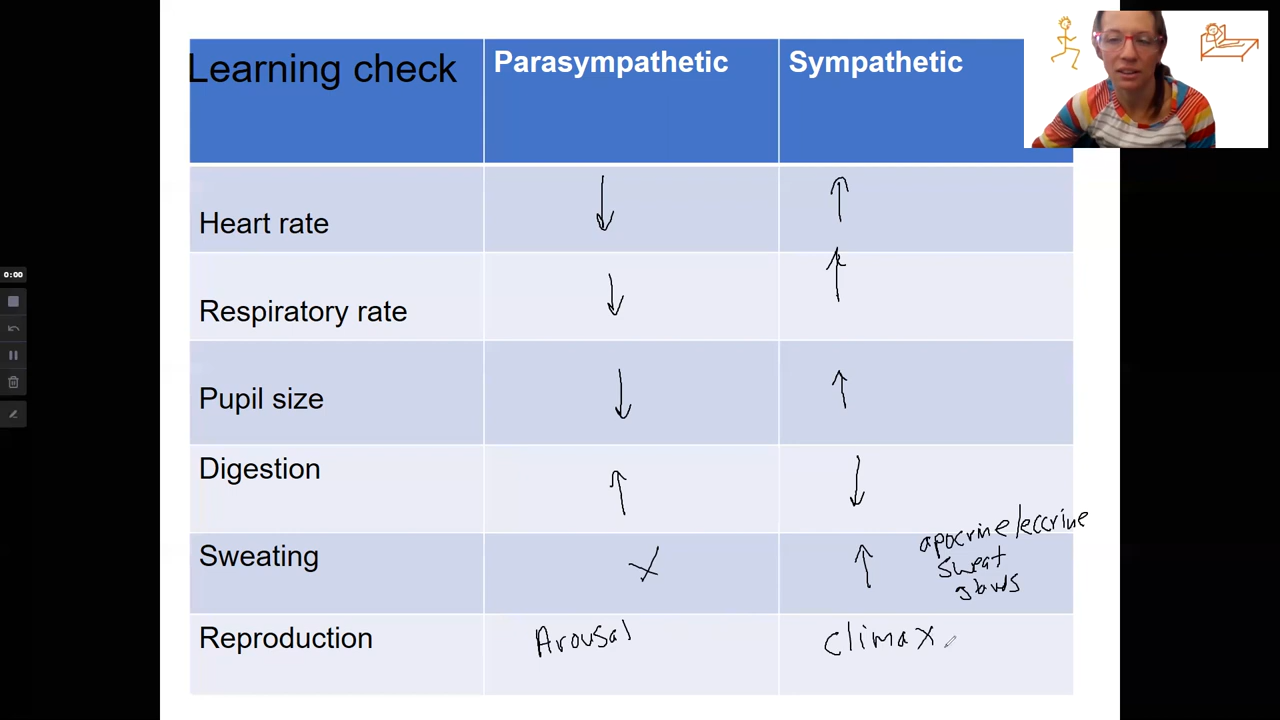 Learning check
Parasympathetic
Sympathetic
Heart rate
↓
↑
Respiratory rate
↓
↑
Pupil size
↓
↑
Digestion
↑
↓
Sweating
X
↑
apocrine/eccrine
sweat
glands
Reproduction
Arousal
Climax
0:00